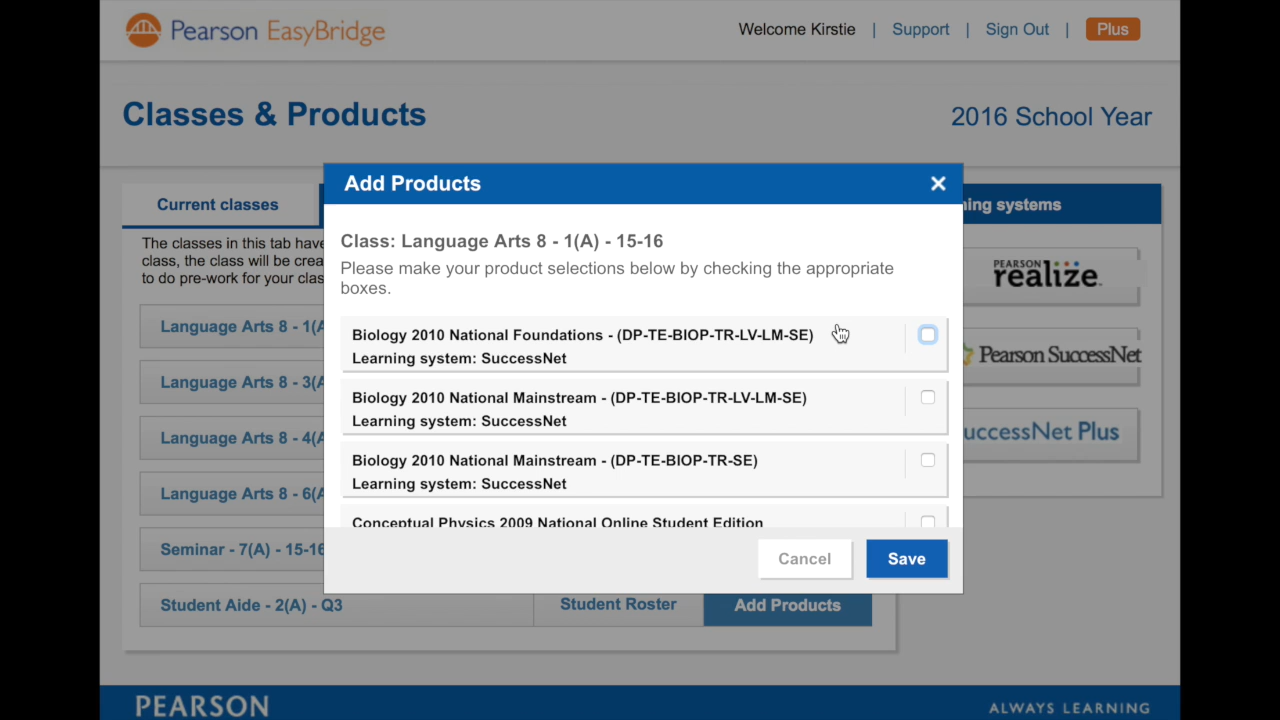 Pearson EasyBridge
Welcome Kirstie | Support | Sign Out | Plus
Classes & Products
2016 School Year
Add Products
Current classes
ing systems
The classes in this tab have
class, the class will be crea
to do pre-work for your clas
Class: Language Arts 8 - 1(A) - 15-16
Please make your product selections below by checking the appropriate
boxes.
Language Arts 8 - 1(A
Language Arts 8 - 3(A
Language Arts 8 - 4(A
Language Arts 8 - 6(A
Seminar - 7(A) - 15-16
Student Aide - 2(A) - Q3
Student Roster
Add Products
Biology 2010 National Foundations - (DP-TE-BIOP-TR-LV-LM-SE)
Learning system: SuccessNet
Biology 2010 National Mainstream - (DP-TE-BIOP-TR-LV-LM-SE)
Learning system: SuccessNet
Biology 2010 National Mainstream - (DP-TE-BIOP-TR-SE)
Learning system: SuccessNet
Conceptual Physics 2009 National Online Student Edition
Cancel
Save
PEARSON
realize
Pearson SuccessNet
uccessNet Plus
PEARSON
ALWAYS LEARNING